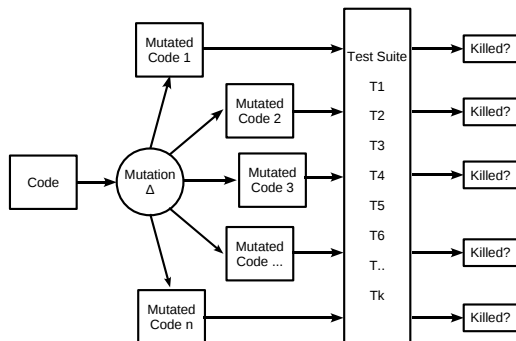 Mutated
Code 1
Test Suite
Killed?
T1
Mutated
Code 2
T2
Killed?
T3
Code
Mutation
Δ
Mutated
Code 3
T4
Killed?
T5
T6
Mutated
Code ...
Killed?
T..
Tk
Mutated
Code n
Killed?